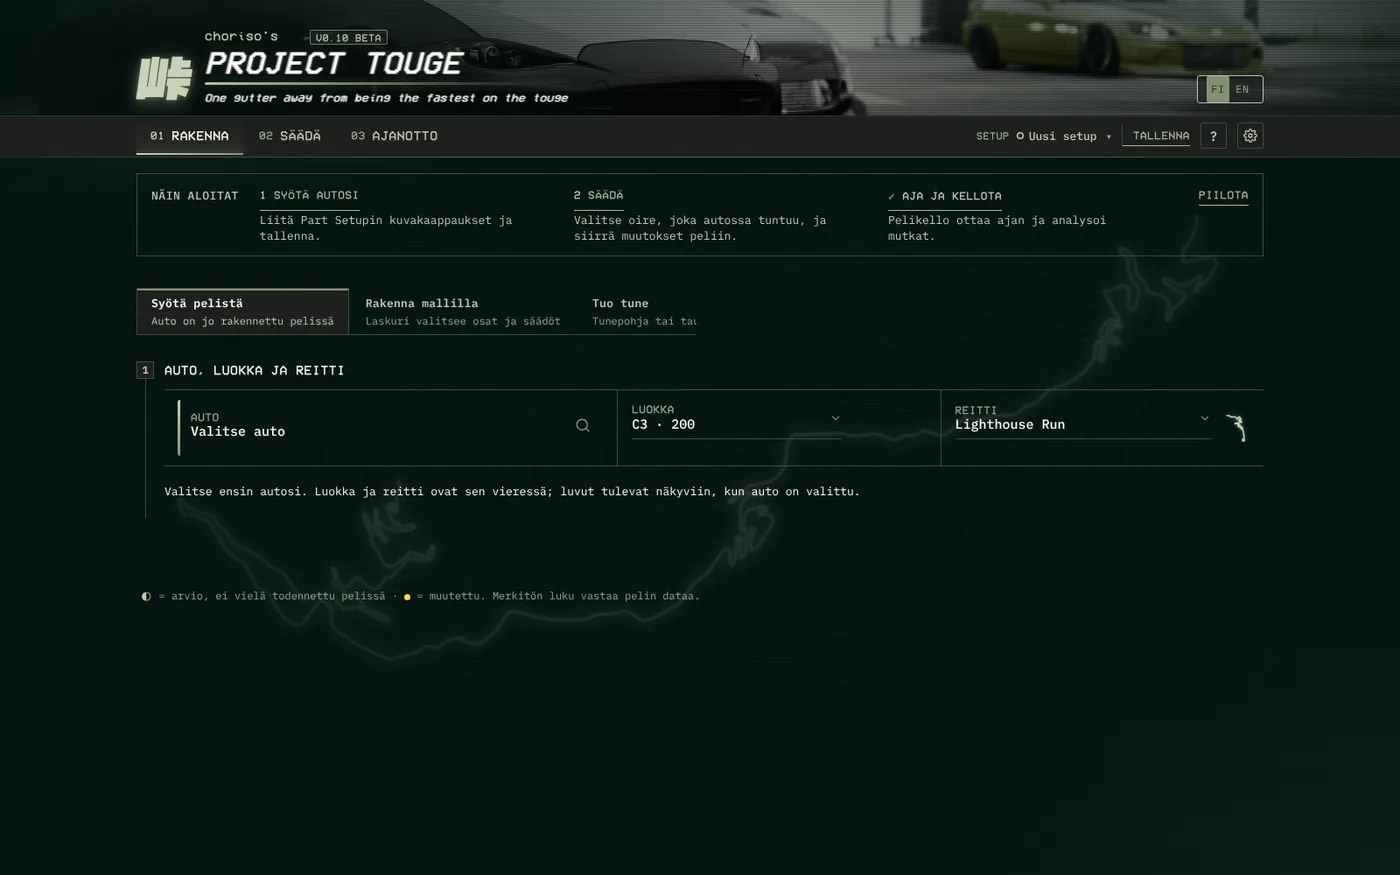 choriso's V0.10 BETA
PROJECT TOUGE
One gutter away from being the fastest on the touge
FI EN
01 RAKENNA 02 SÄÄDÄ 03 AJANOTTO SETUP Uusi setup ▾ TALLENNA ?
NÄIN ALOITAT 1 SYÖTÄ AUTOSI 2 SÄÄDÄ ✓ AJA JA KELLOTA PIILOTA
Liitä Part Setupin kuvakaappaukset ja Valitse oire, joka autossa tuntuu, ja Pelikello ottaa ajan ja analysoi
tallenna. siirrä muutokset peliin. mutkat.
Syötä pelistä Rakenna mallilla Tuo tune
Auto on jo rakennettu pelissä Laskuri valitsee osat ja säädöt Tunepohja tai
1 AUTO, LUOKKA JA REITTI
AUTO LUOKKA REITTI
Valitse auto C3 · 200 Lighthouse Run
Valitse ensin autosi. Luokka ja reitti ovat sen vieressä; luvut tulevat näkyviin, kun auto on valittu.
◐ = arvio, ei vielä todennettu pelissä · ● = muutettu. Merkitön luku vastaa pelin dataa.